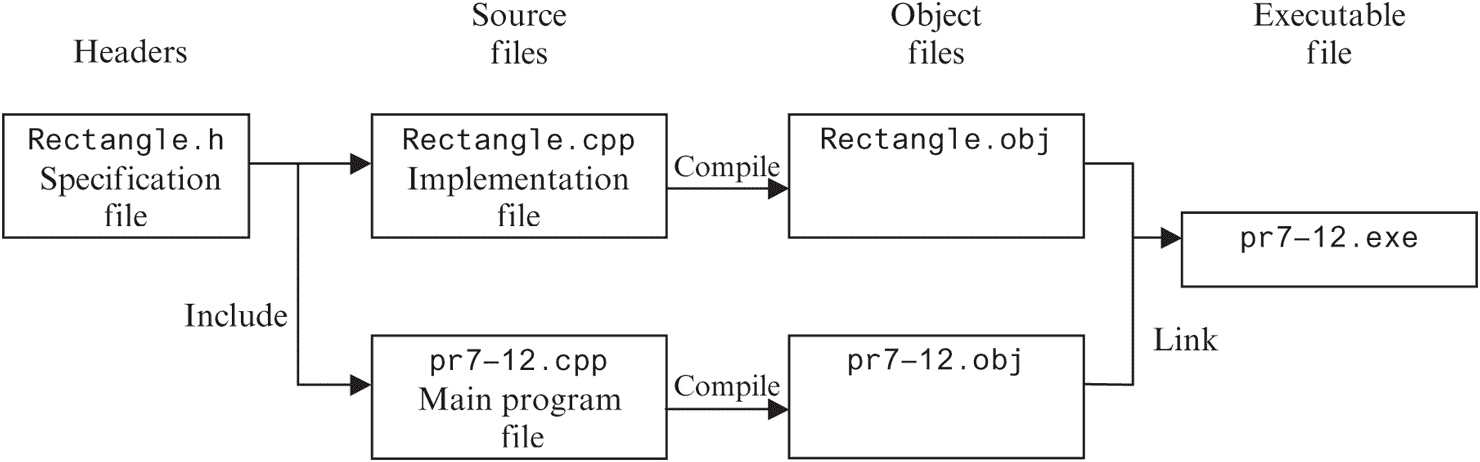 Headers
Source
files
Object
files
Executable
file
Rectangle.h
Specification
file
Rectangle.cpp
Implementation
file
Compile
Rectangle.obj
pr7–12.exe
Include
Link
pr7–12.cpp
Main program
file
Compile
pr7–12.obj